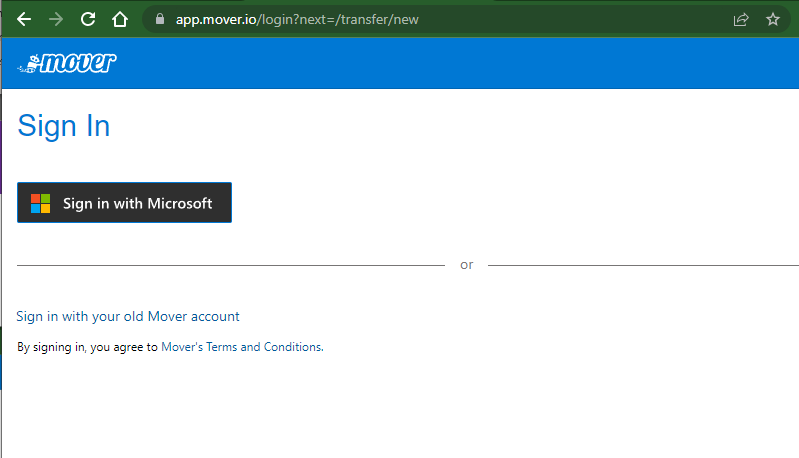 app.mover.io/login?next=/transfer/new
mover
Sign In
Sign in with Microsoft
or
Sign in with your old Mover account
By signing in, you agree to Mover's Terms and Conditions.